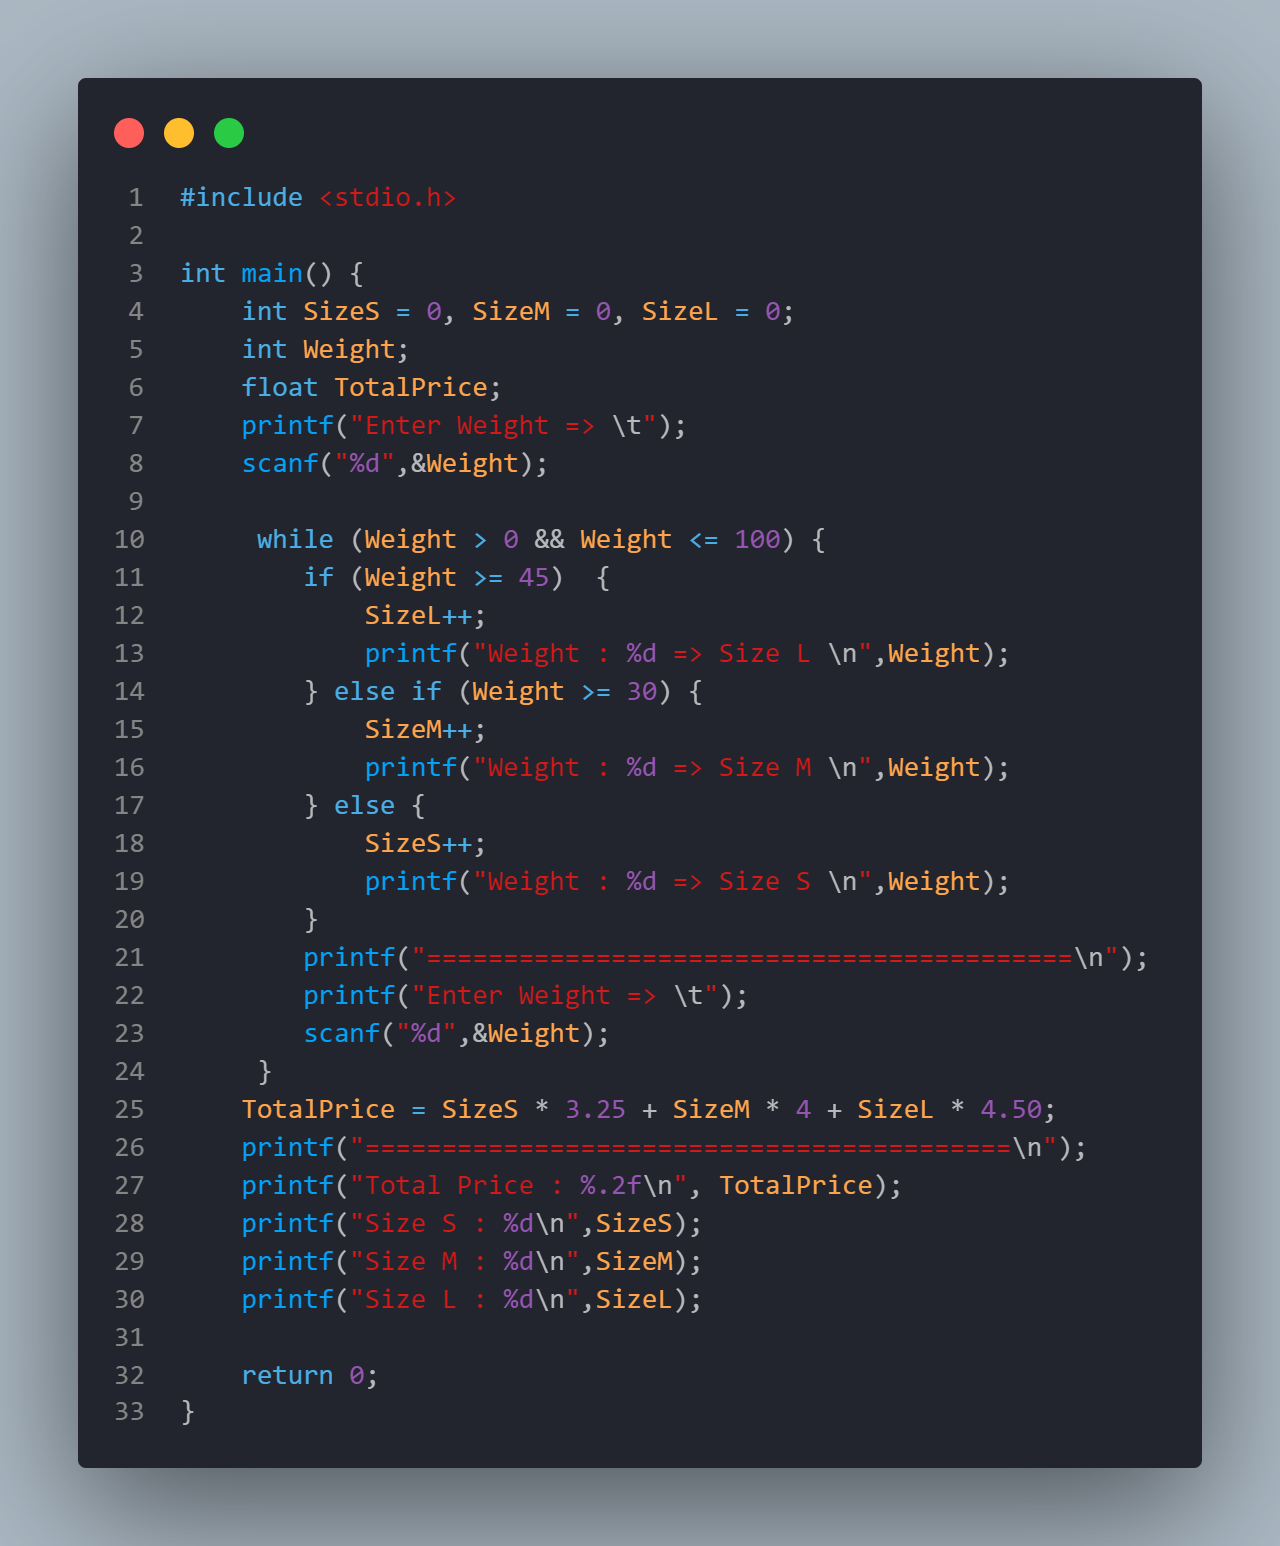 1 #include <stdio.h>
2
3 int main() {
4     int SizeS = 0, SizeM = 0, SizeL = 0;
5     int Weight;
6     float TotalPrice;
7     printf("Enter Weight => \t");
8     scanf("%d",&Weight);
9
10      while (Weight > 0 && Weight <= 100) {
11         if (Weight >= 45)  {
12             SizeL++;
13             printf("Weight : %d => Size L \n",Weight);
14         } else if (Weight >= 30) {
15             SizeM++;
16             printf("Weight : %d => Size M \n",Weight);
17         } else {
18             SizeS++;
19             printf("Weight : %d => Size S \n",Weight);
20         }
21         printf("==========================================\n");
22         printf("Enter Weight => \t");
23         scanf("%d",&Weight);
24      }
25     TotalPrice = SizeS * 3.25 + SizeM * 4 + SizeL * 4.50;
26     printf("==========================================\n");
27     printf("Total Price : %.2f\n", TotalPrice);
28     printf("Size S : %d\n",SizeS);
29     printf("Size M : %d\n",SizeM);
30     printf("Size L : %d\n",SizeL);
31
32     return 0;
33 }